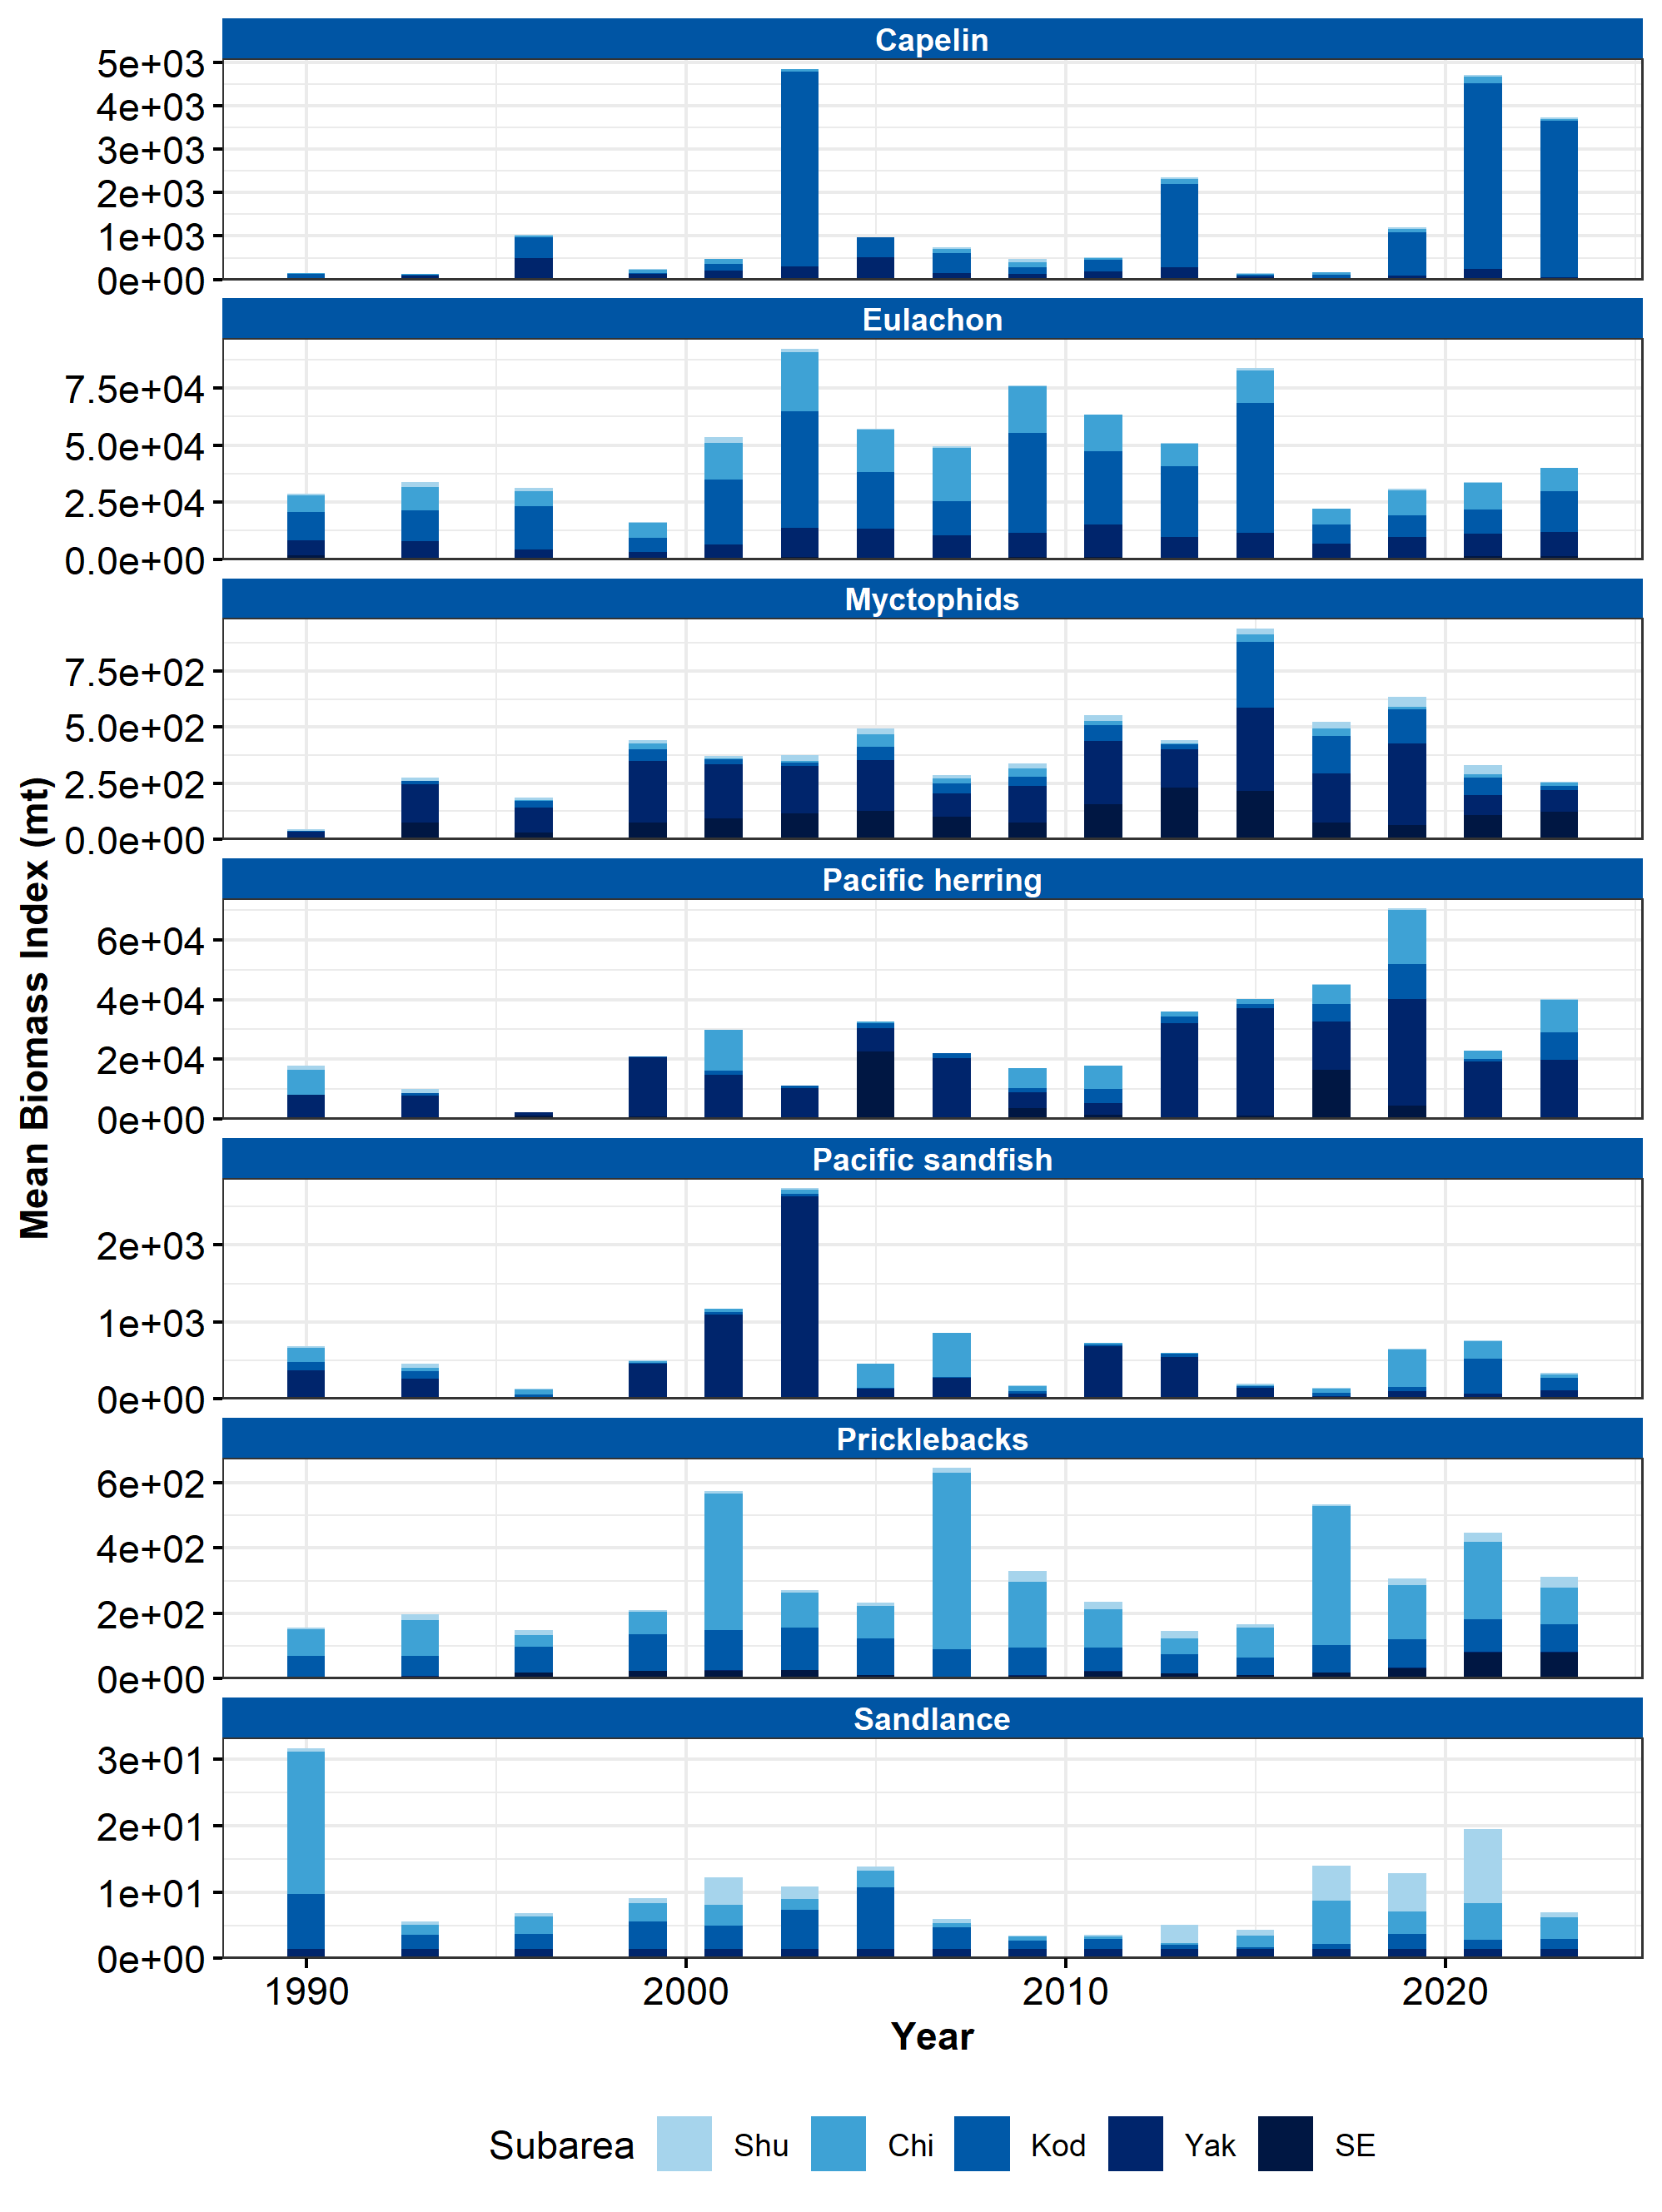 Capelin
5e+03
4e+03
3e+03
2e+03
1e+03
0e+00
Eulachon
7.5e+04
5.0e+04
2.5e+04
0.0e+00
Myctophids
7.5e+02
5.0e+02
2.5e+02
0.0e+00
Pacific herring
6e+04
4e+04
2e+04
0e+00
Pacific sandfish
2e+03
1e+03
0e+00
Pricklebacks
6e+02
4e+02
2e+02
0e+00
Sandlance
3e+01
2e+01
1e+01
0e+00
Mean Biomass Index (mt)
1990 2000 2010 2020
Year
Subarea Shu Chi Kod Yak SE